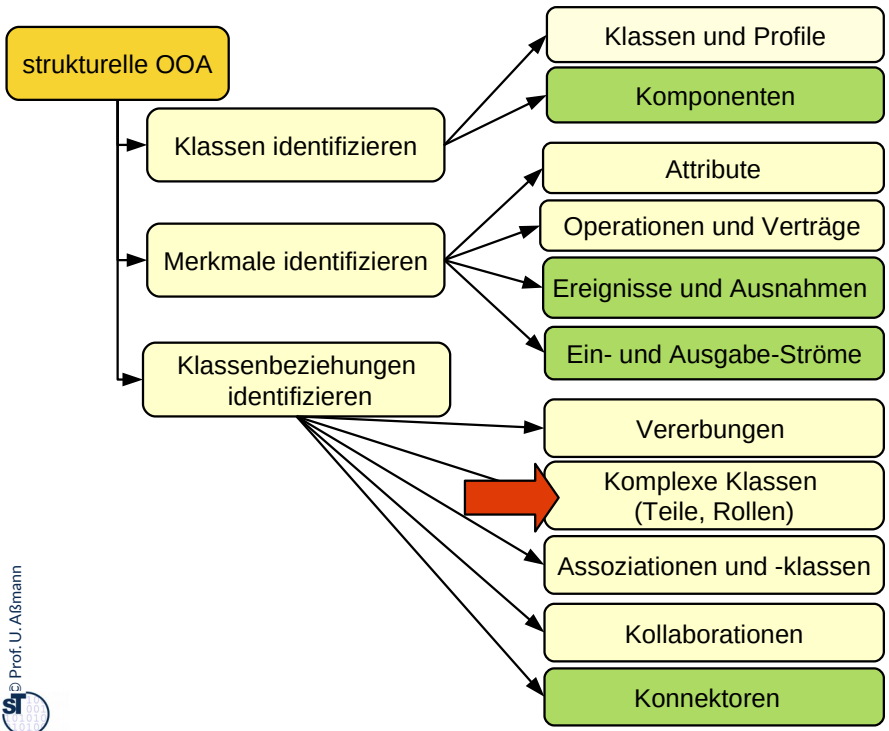 strukturelle OOA
Klassen identifizieren
Merkmale identifizieren
Klassenbeziehungen
identifizieren
Klassen und Profile
Komponenten
Attribute
Operationen und Verträge
Ereignisse und Ausnahmen
Ein- und Ausgabe-Ströme
Vererbungen
Komplexe Klassen
(Teile, Rollen)
Assoziationen und -klassen
Kollaborationen
Konnektoren
© Prof. U. Aßmann
ST